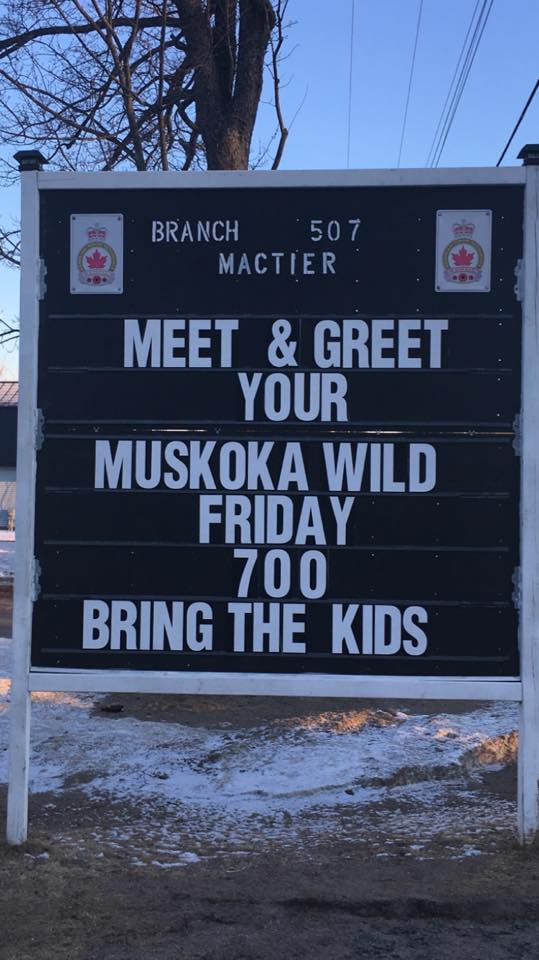 BRANCH 507
MACTIER
MEET & GREET
YOUR
MUSKOKA WILD
FRIDAY
700
BRING THE KIDS